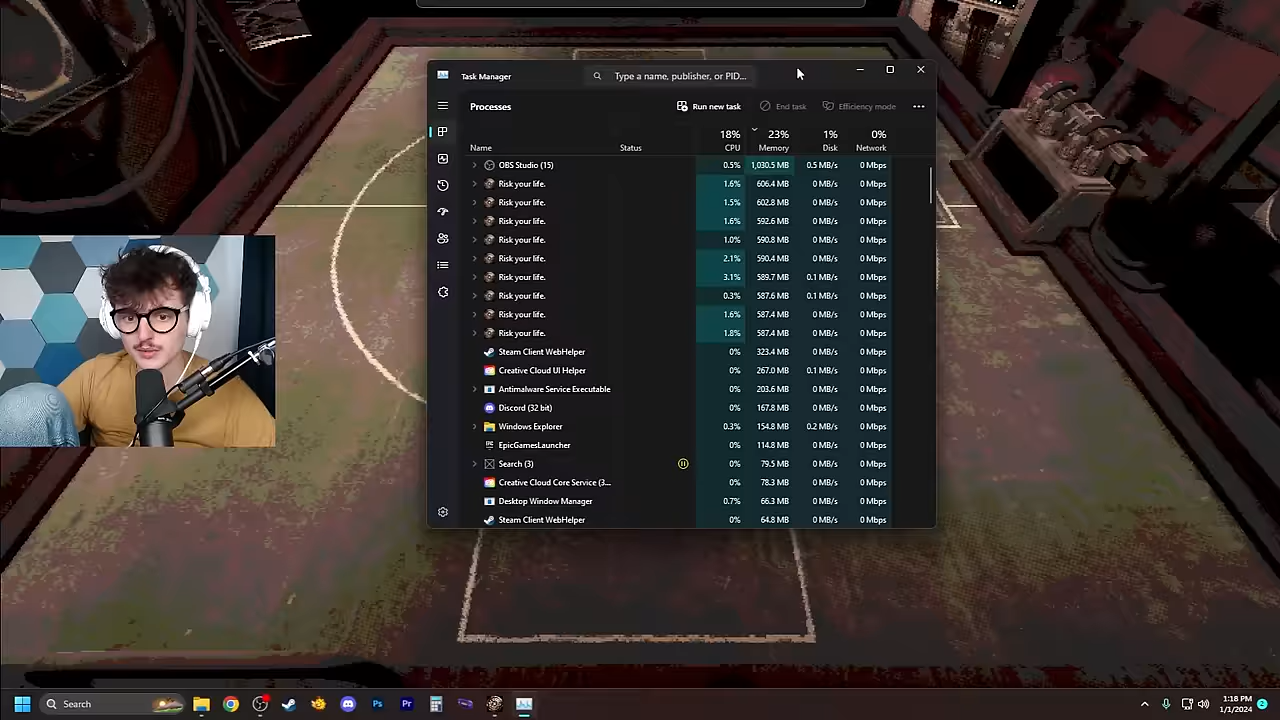 Task Manager
Type a name, publisher, or PID...
Processes
Run new task
End task
Efficiency mode
18% 23% 1% 0%
Name Status CPU Memory Disk Network
OBS Studio (15) 0.5% 1,030.5 MB 0.5 MB/s 0 Mbps
Risk your life. 1.6% 606.4 MB 0 MB/s 0 Mbps
Risk your life. 1.5% 602.8 MB 0 MB/s 0 Mbps
Risk your life. 1.6% 592.6 MB 0 MB/s 0 Mbps
Risk your life. 1.0% 590.8 MB 0 MB/s 0 Mbps
Risk your life. 2.1% 590.4 MB 0 MB/s 0 Mbps
Risk your life. 3.1% 589.7 MB 0.1 MB/s 0 Mbps
Risk your life. 0.3% 587.6 MB 0.1 MB/s 0 Mbps
Risk your life. 1.6% 587.4 MB 0 MB/s 0 Mbps
Risk your life. 1.8% 587.4 MB 0 MB/s 0 Mbps
Steam Client WebHelper 0% 323.4 MB 0 MB/s 0 Mbps
Creative Cloud UI Helper 0% 267.0 MB 0.1 MB/s 0 Mbps
Antimalware Service Executable 0% 203.6 MB 0 MB/s 0 Mbps
Discord (32 bit) 0% 167.8 MB 0 MB/s 0 Mbps
Windows Explorer 0.3% 154.8 MB 0.2 MB/s 0 Mbps
EpicGamesLauncher 0% 114.8 MB 0 MB/s 0 Mbps
Search (3) 0% 79.5 MB 0 MB/s 0 Mbps
Creative Cloud Core Service (3... 0% 78.3 MB 0 MB/s 0 Mbps
Desktop Window Manager 0.7% 66.3 MB 0 MB/s 0 Mbps
Steam Client WebHelper 0% 64.8 MB 0 MB/s 0 Mbps
Search
Ps
Pr
1:18 PM
1/1/2024
2